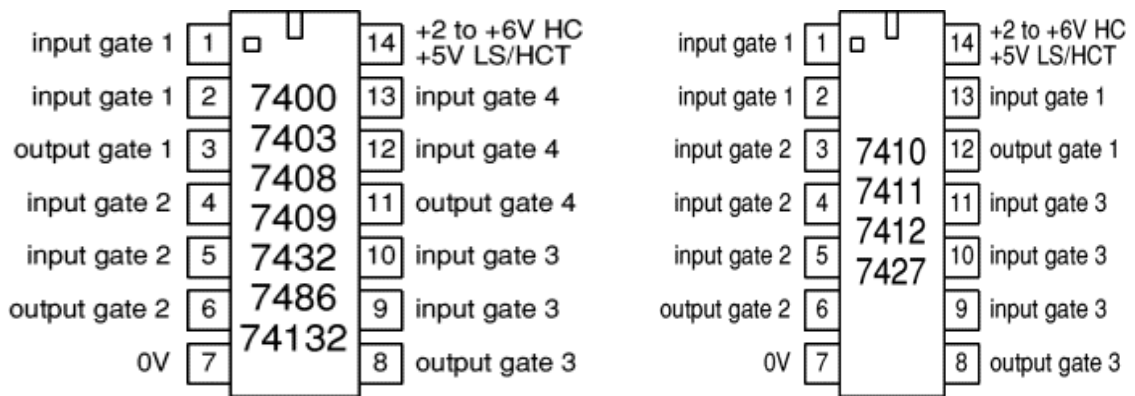 input gate 1 1 14 +2 to +6V HC
+5V LS/HCT
input gate 1 2 13 input gate 4
output gate 1 3 12 input gate 4
input gate 2 4 11 output gate 4
input gate 2 5 10 input gate 3
output gate 2 6 9 input gate 3
0V 7 8 output gate 3
7400
7403
7408
7409
7432
7486
74132
input gate 1 1 14 +2 to +6V HC
+5V LS/HCT
input gate 1 2 13 input gate 1
input gate 2 3 12 output gate 1
input gate 2 4 11 input gate 3
input gate 2 5 10 input gate 3
output gate 2 6 9 input gate 3
0V 7 8 output gate 3
7410
7411
7412
7427